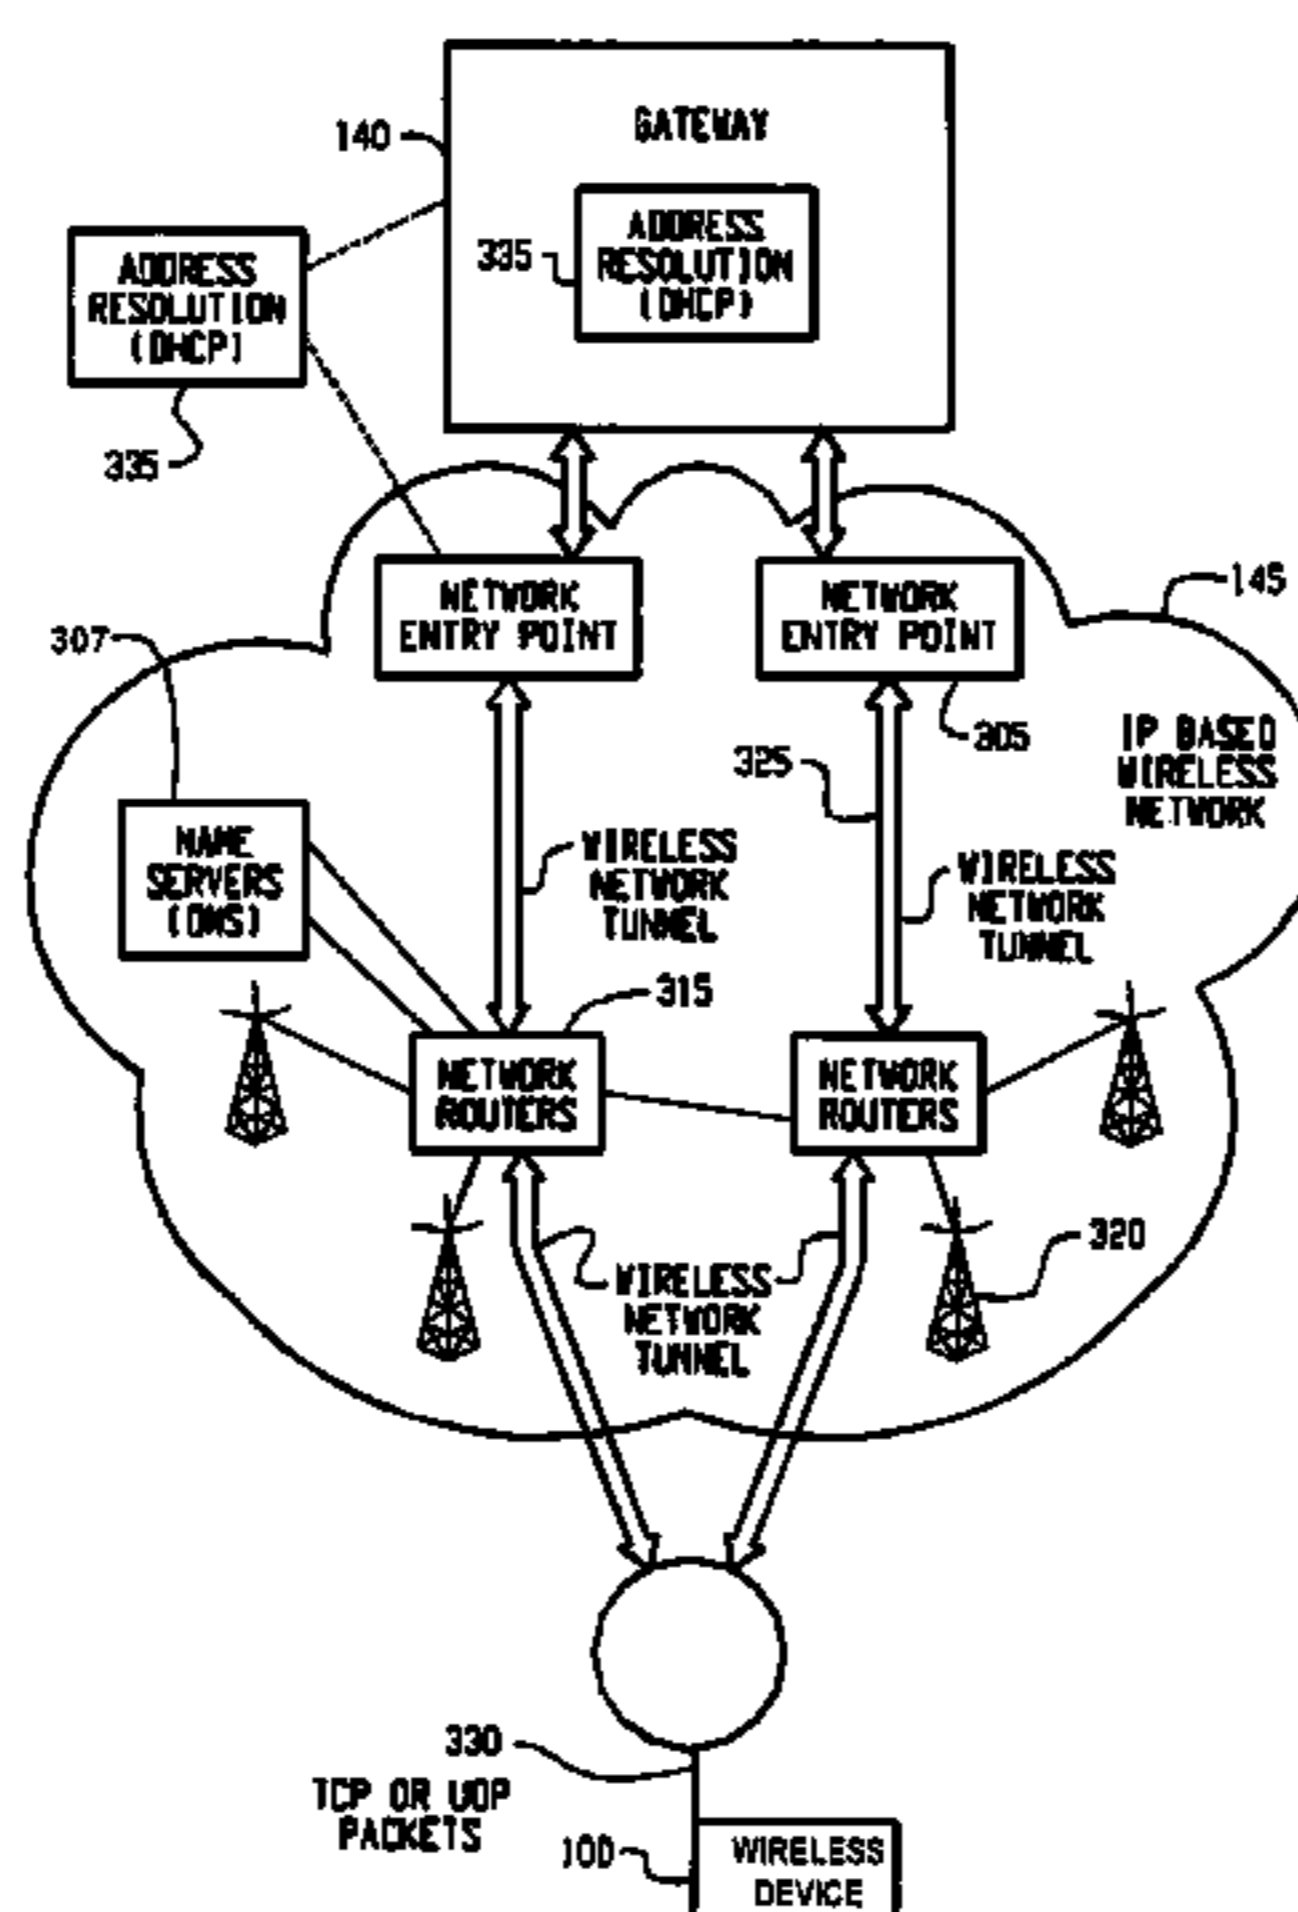 GATEWAY
140
ADDRESS
RESOLUTION
(DHCP)
335
ADDRESS
RESOLUTION
(DHCP)
335
NETWORK
ENTRY POINT
NETWORK
ENTRY POINT
145
307
305
325
IP BASED
WIRELESS
NETWORK
NAME
SERVERS
(DNS)
WIRELESS
NETWORK
TUNNEL
WIRELESS
NETWORK
TUNNEL
315
NETWORK
ROUTERS
NETWORK
ROUTERS
320
WIRELESS
NETWORK
TUNNEL
330
TCP OR UDP
PACKETS
100
WIRELESS
DEVICE